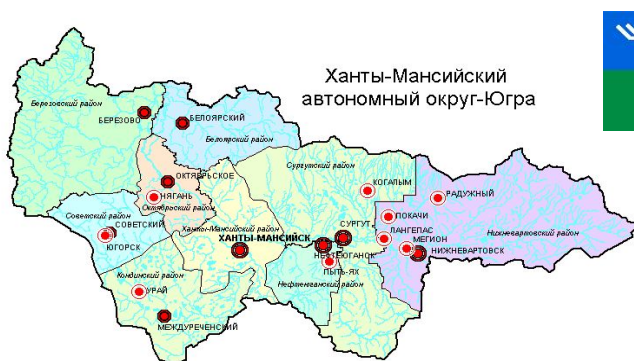 Ханты-Мансийский
автономный округ-Югра
Березовский район
БЕРЕЗОВО
БЕЛОЯРСКИЙ
Белоярский район
ОКТЯБРЬСКОЕ
НЯГАНЬ
Октябрьский район
Сургутский район
КОГАЛЫМ
РАДУЖНЫЙ
ПОКАЧИ
Советский район
СОВЕТСКИЙ
ЮГОРСК
Ханты-Мансийский район
ХАНТЫ-МАНСИЙСК
СУРГУТ
ЛАНГЕПАС
МЕГИОН
Нижневартовский район
НИЖНЕВАРТОВСК
НЕФТЕЮГАНСК
ПЫТЬ-ЯХ
Кондинский район
УРАЙ
Нефтеюганский район
МЕЖДУРЕЧЕНСКИЙ